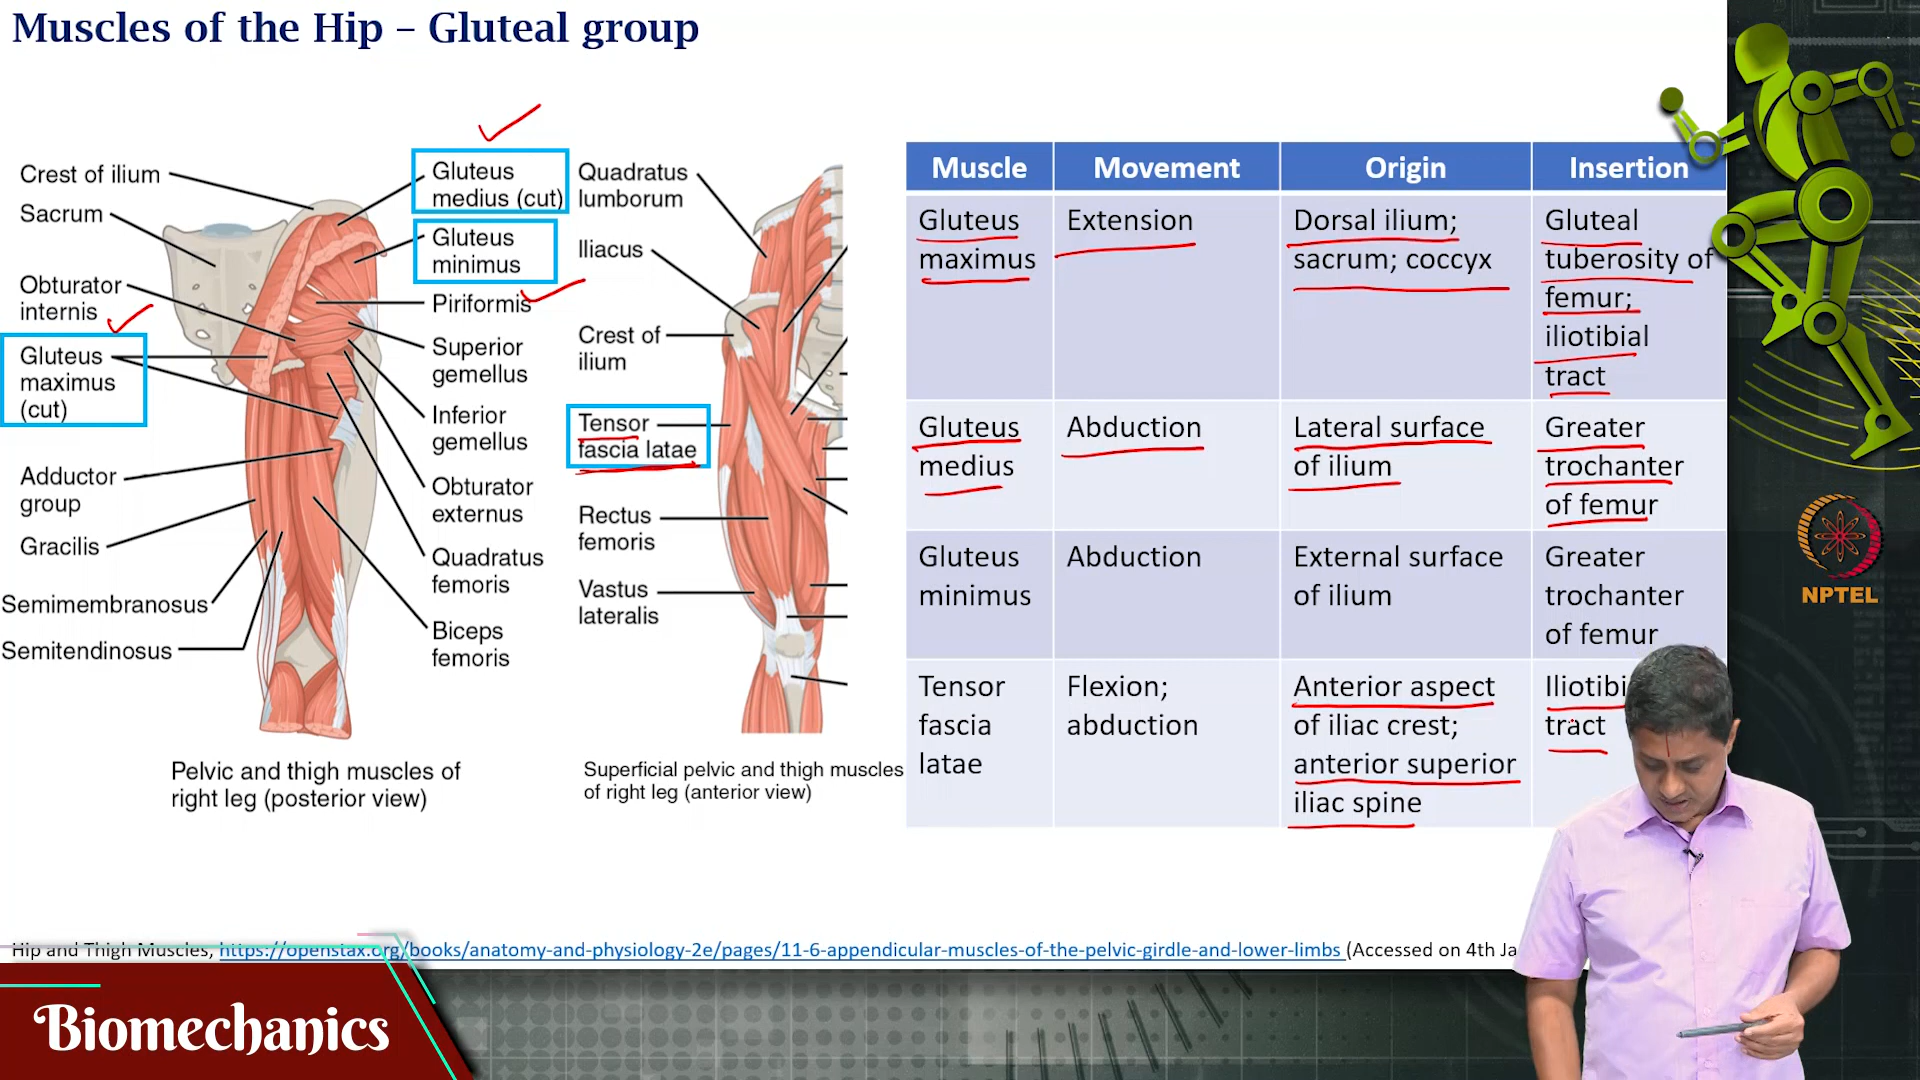 Muscles of the Hip – Gluteal group
Crest of ilium
Sacrum
Obturator
internis
Gluteus
maximus
(cut)
Adductor
group
Gracilis
Semimembranosus
Semitendinosus
Gluteus
medius (cut)
Gluteus
minimus
Piriformis
Superior
gemellus
Inferior
gemellus
Obturator
externus
Quadratus
femoris
Biceps
femoris
Pelvic and thigh muscles of
right leg (posterior view)
Quadratus
lumborum
Iliacus
Crest of
ilium
Tensor
fascia latae
Rectus
femoris
Vastus
lateralis
Superficial pelvic and thigh muscles
of right leg (anterior view)
Muscle Movement Origin Insertion
Gluteus
maximus
Extension
Dorsal ilium;
sacrum; coccyx
Gluteal
tuberosity of
femur;
iliotibial
tract
Gluteus
medius
Abduction
Lateral surface
of ilium
Greater
trochanter
of femur
Gluteus
minimus
Abduction
External surface
of ilium
Greater
trochanter
of femur
Tensor
fascia
latae
Flexion;
abduction
Anterior aspect
of iliac crest;
anterior superior
iliac spine
tract
Hip and Thigh Muscles, https://openstax.org/books/anatomy-and-physiology-2e/pages/11-6-appendicular-muscles-of-the-pelvic-girdle-and-lower-limbs (Accessed on 4th
Biomechanics
NPTEL